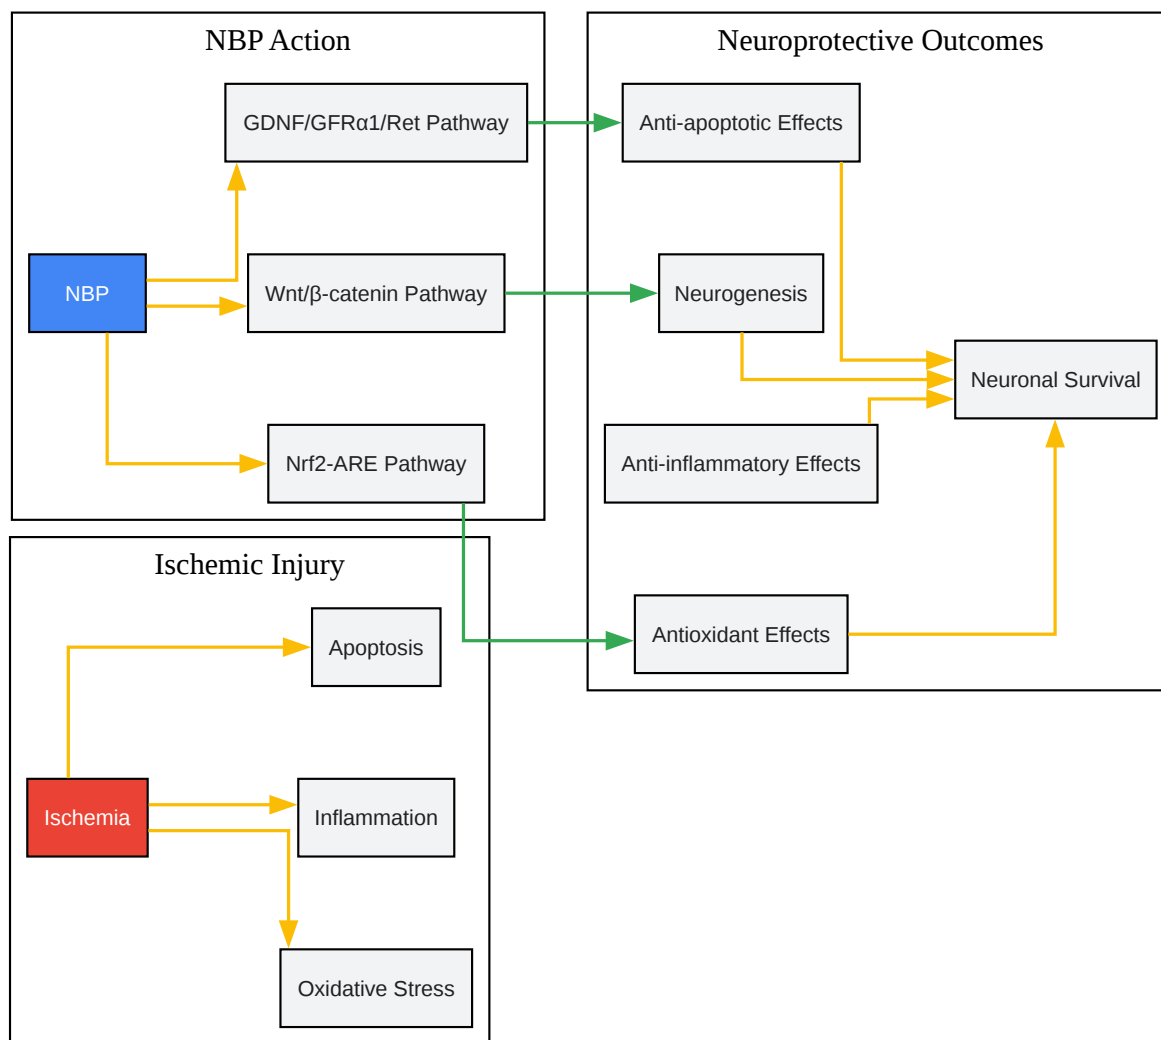 NBP Action
GDNF/GFRα1/Ret Pathway
NBP
Wnt/β-catenin Pathway
Nrf2-ARE Pathway
Neuroprotective Outcomes
Anti-apoptotic Effects
Neurogenesis
Neuronal Survival
Anti-inflammatory Effects
Antioxidant Effects
Ischemic Injury
Apoptosis
Ischemia
Inflammation
Oxidative Stress